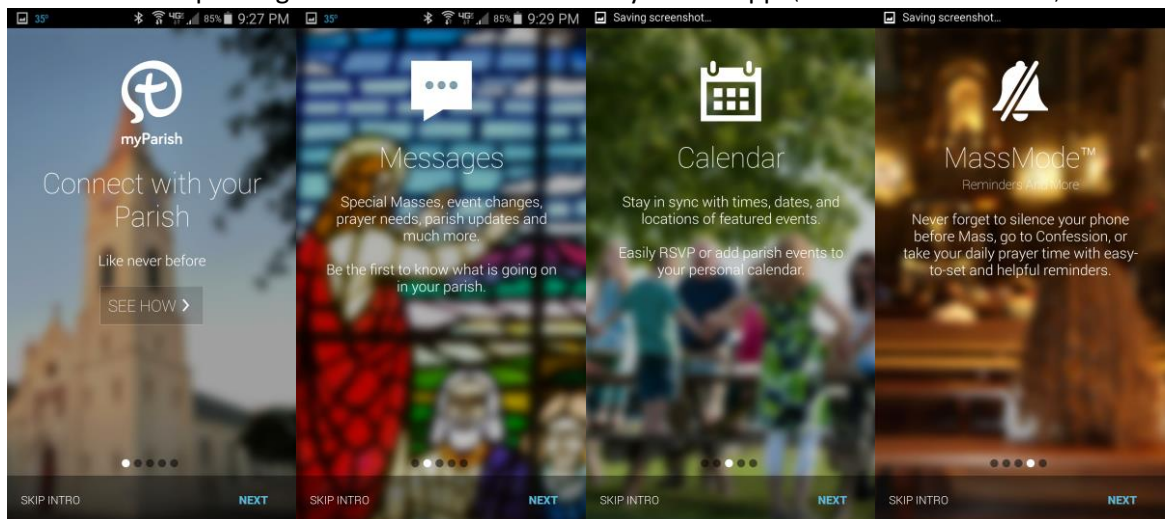 35° 85% 9:27 PM
myParish
Connect with your
Parish
Like never before
SEE HOW >
SKIP INTRO NEXT
35° 85% 9:29 PM
Messages
Special Masses, event changes,
prayer needs, parish updates and
much more.
Be the first to know what is going on
in your parish.
SKIP INTRO NEXT
Saving screenshot...
Calendar
Stay in sync with times, dates, and
locations of featured events.
Easily RSVP or add parish events to
your personal calendar.
SKIP INTRO NEXT
Saving screenshot...
MassMode™
Reminders And More
Never forget to silence your phone
before Mass, go to Confession, or
take your daily prayer time with easy-
to-set and helpful reminders.
SKIP INTRO NEXT